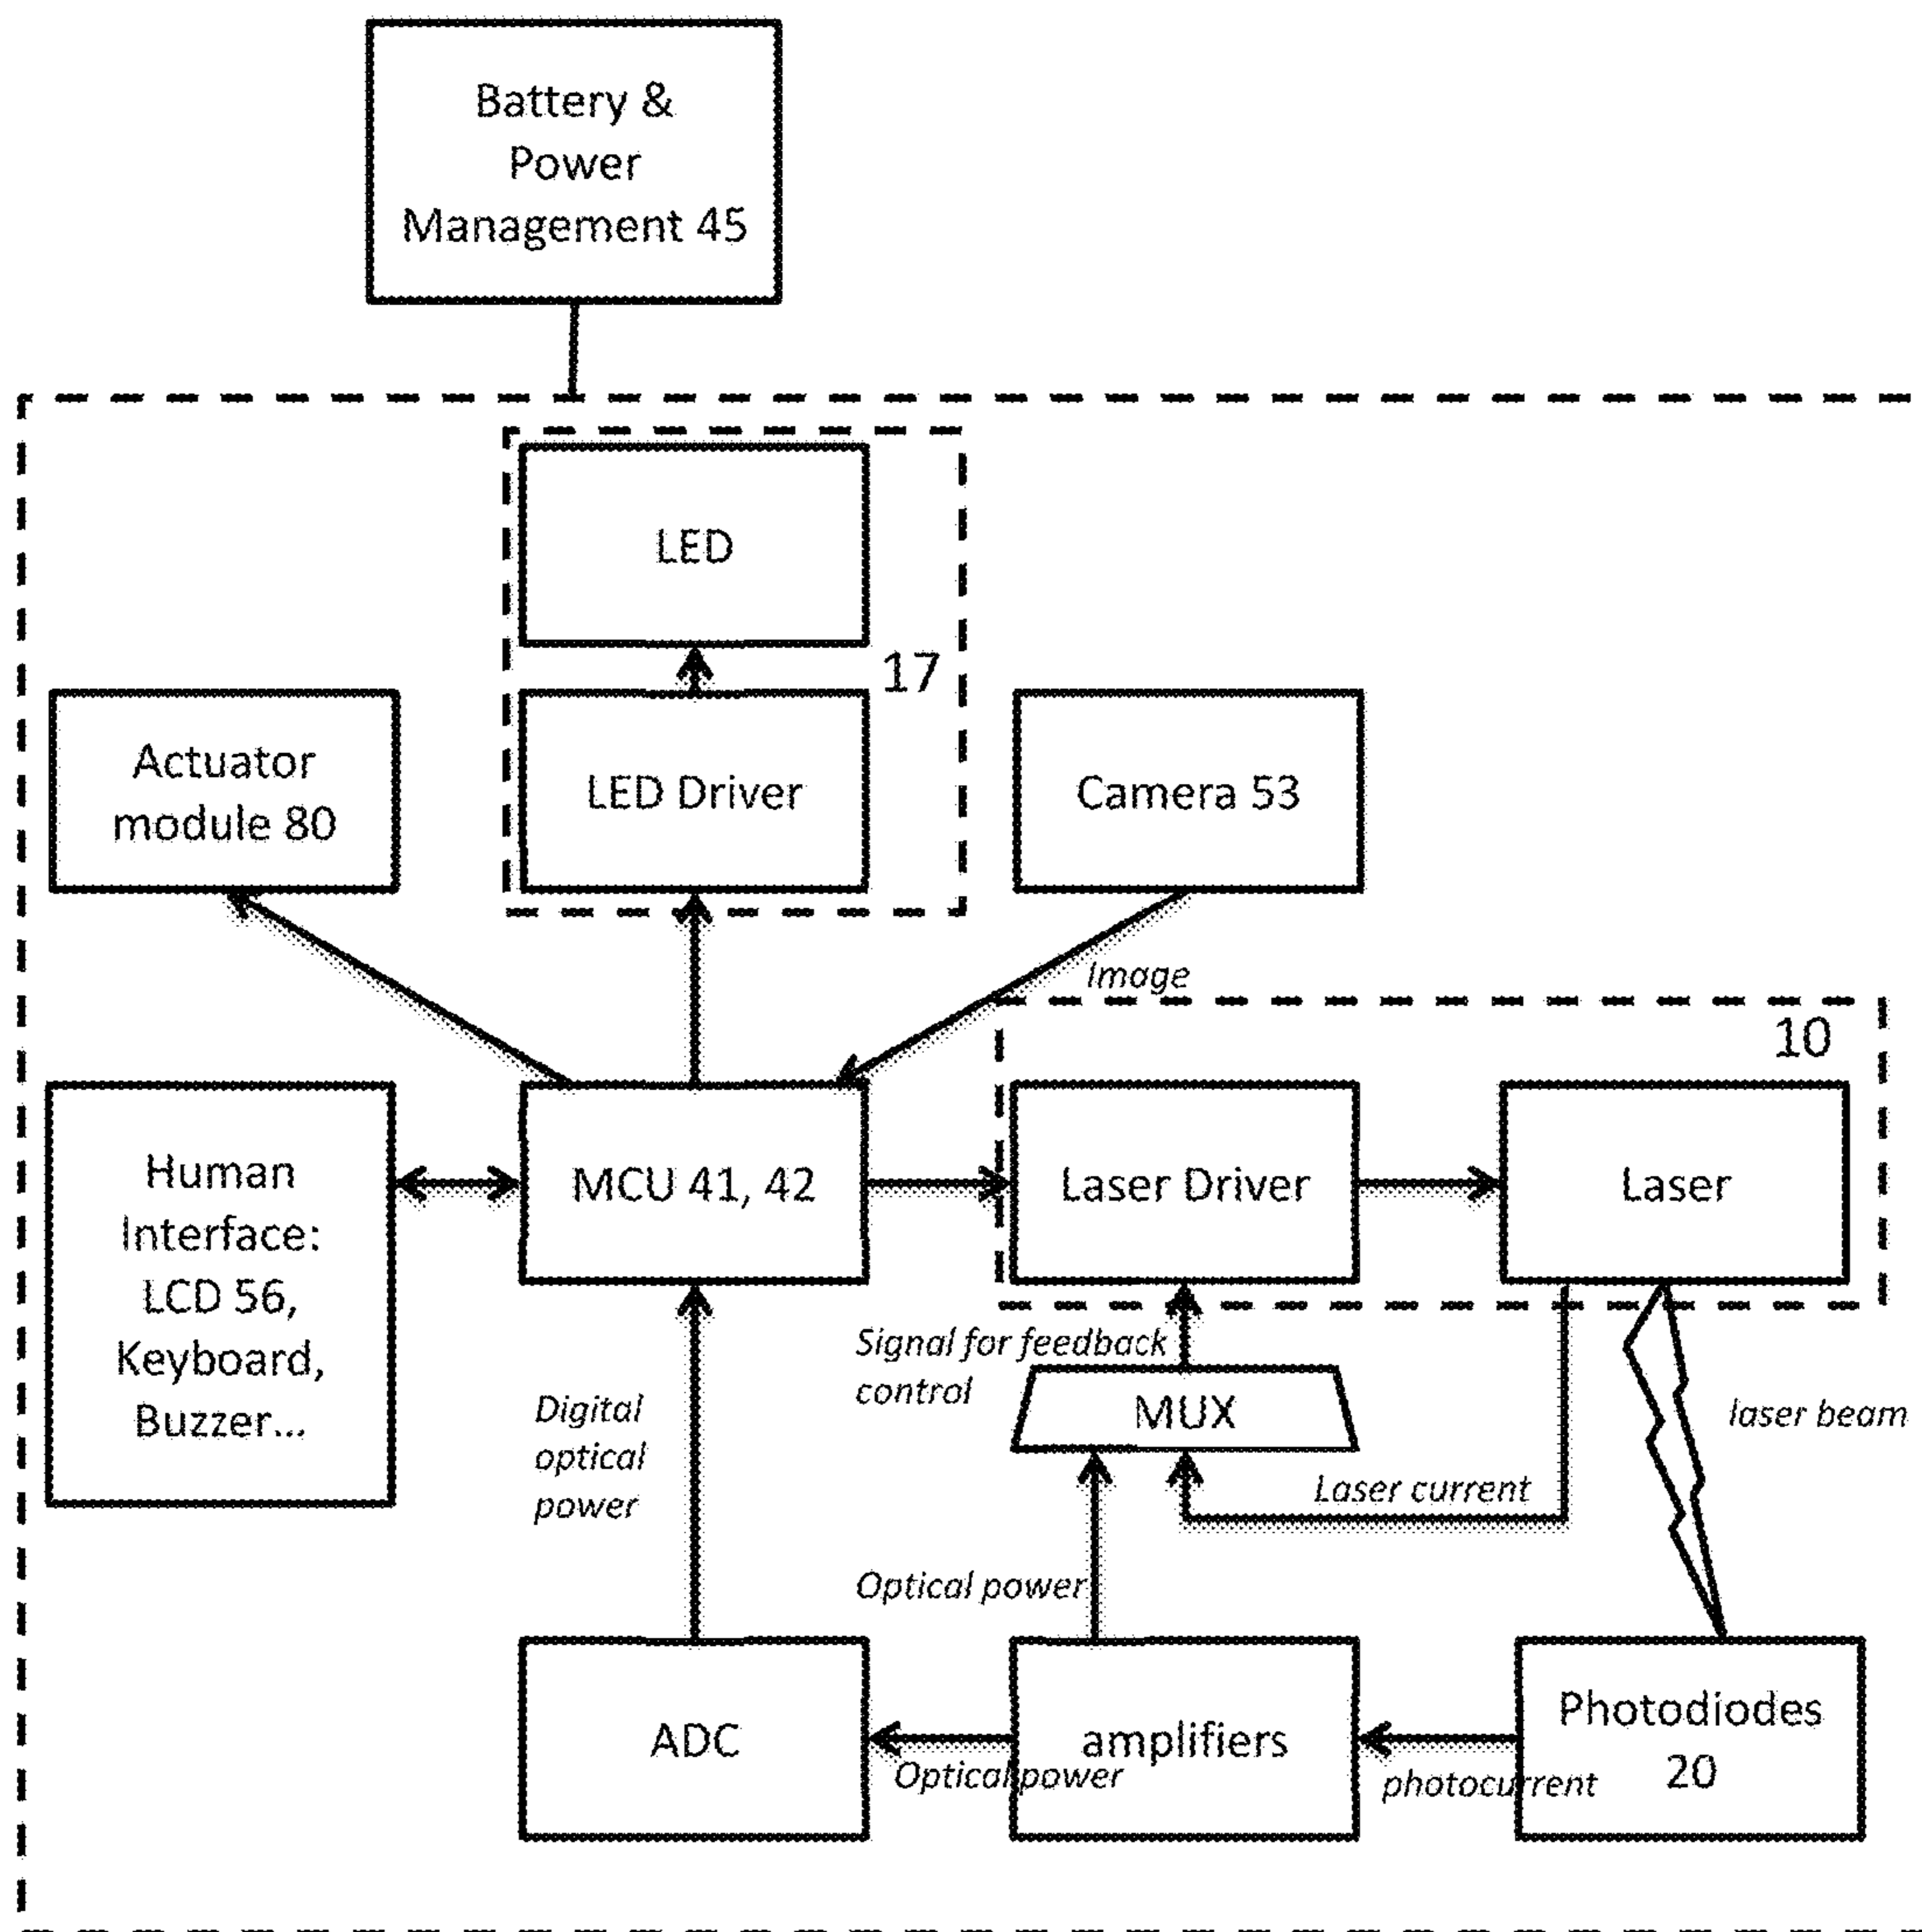 Battery &
Power
Management 45
LED
17
Actuator
module 80
LED Driver
Camera 53
Image
10
Human
Interface:
LCD 56,
Keyboard,
Buzzer...
MCU 41, 42
Laser Driver
Laser
Signal for feedback
control
MUX
Digital
optical
power
laser beam
Laser current
Optical power
ADC
amplifiers
Photodiodes
20
Optical power
photocurrent